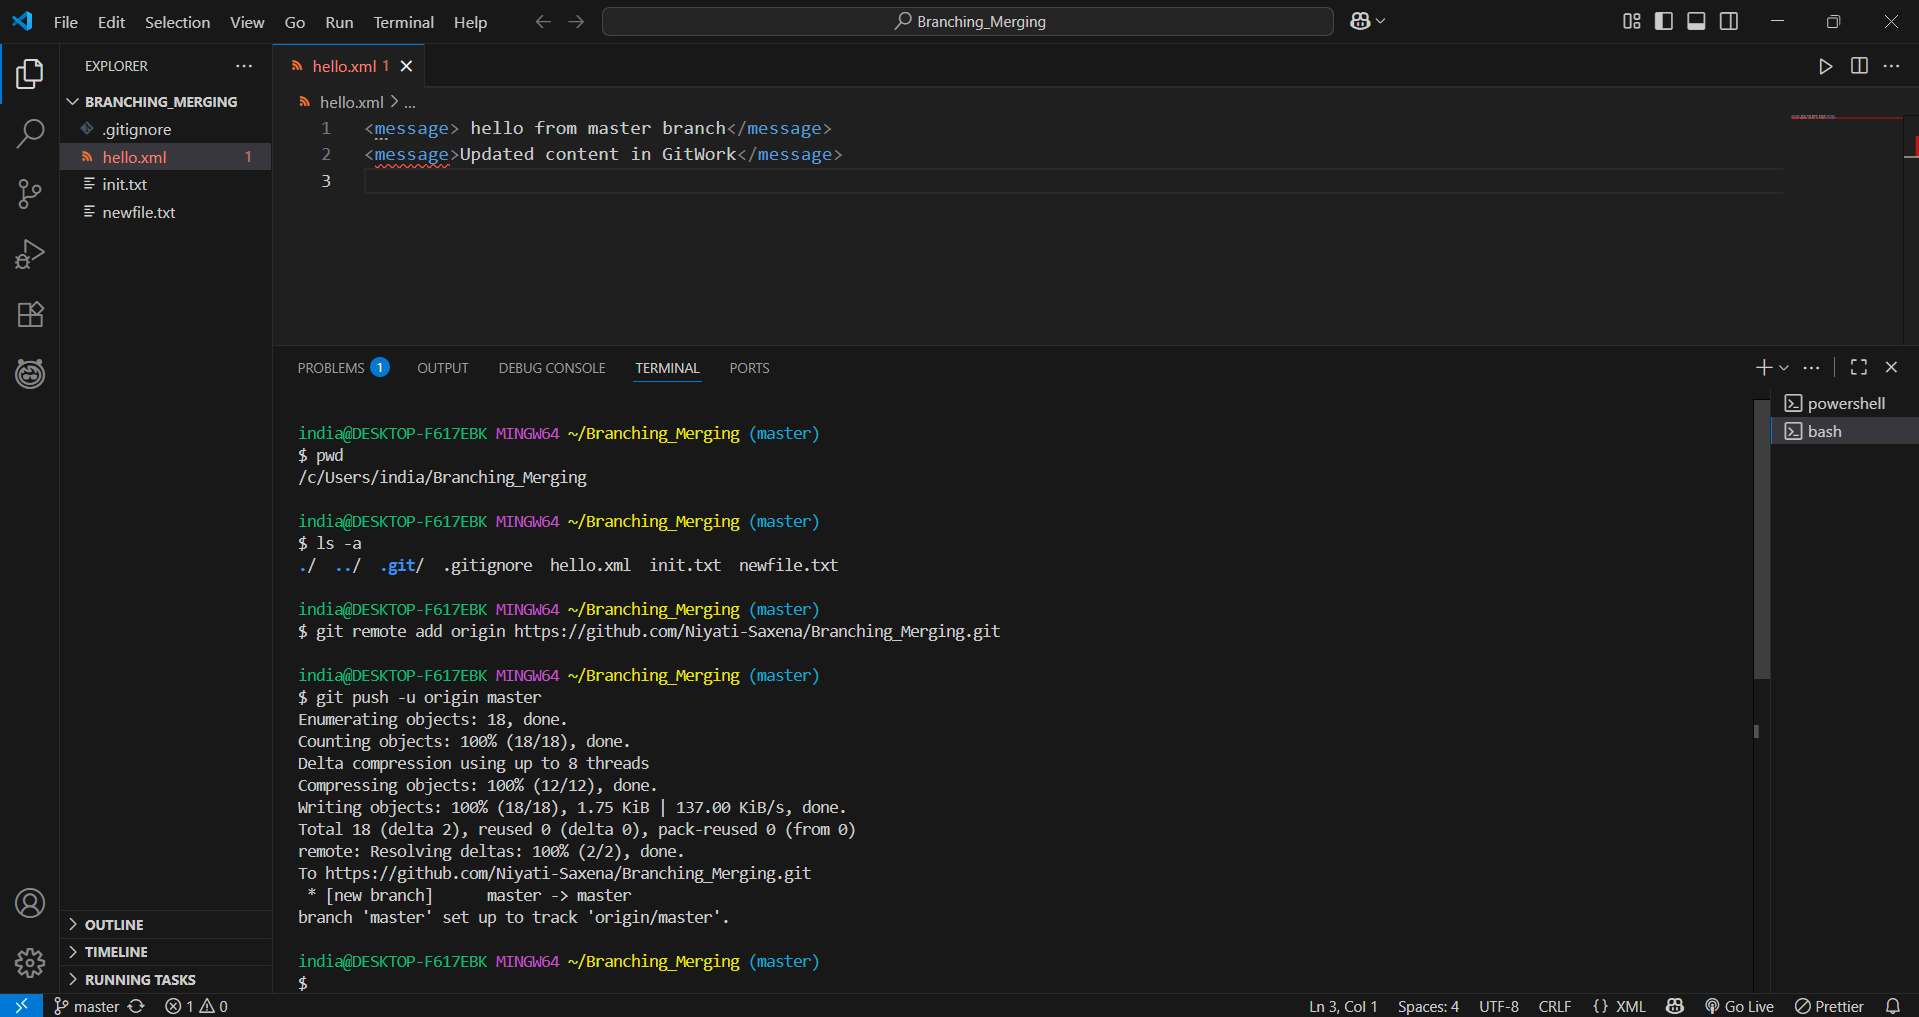 File Edit Selection View Go Run Terminal Help
Branching_Merging
EXPLORER
BRANCHING_MERGING
.gitignore
hello.xml 1
init.txt
newfile.txt
OUTLINE
TIMELINE
RUNNING TASKS
hello.xml 1
hello.xml > ...
1 <message> hello from master branch</message>
2 <message>Updated content in GitWork</message>
3
PROBLEMS 1 OUTPUT DEBUG CONSOLE TERMINAL PORTS
powershell
bash
india@DESKTOP-F617EBK MINGW64 ~/Branching_Merging (master)
$ pwd
/c/Users/india/Branching_Merging
india@DESKTOP-F617EBK MINGW64 ~/Branching_Merging (master)
$ ls -a
./ ../ .git/ .gitignore hello.xml init.txt newfile.txt
india@DESKTOP-F617EBK MINGW64 ~/Branching_Merging (master)
$ git remote add origin https://github.com/Niyati-Saxena/Branching_Merging.git
india@DESKTOP-F617EBK MINGW64 ~/Branching_Merging (master)
$ git push -u origin master
Enumerating objects: 18, done.
Counting objects: 100% (18/18), done.
Delta compression using up to 8 threads
Compressing objects: 100% (12/12), done.
Writing objects: 100% (18/18), 1.75 KiB | 137.00 KiB/s, done.
Total 18 (delta 2), reused 0 (delta 0), pack-reused 0 (from 0)
remote: Resolving deltas: 100% (2/2), done.
To https://github.com/Niyati-Saxena/Branching_Merging.git
* [new branch] master -> master
branch 'master' set up to track 'origin/master'.
india@DESKTOP-F617EBK MINGW64 ~/Branching_Merging (master)
$
master 1 0 Ln 3, Col 1 Spaces: 4 UTF-8 CRLF {} XML Go Live Prettier